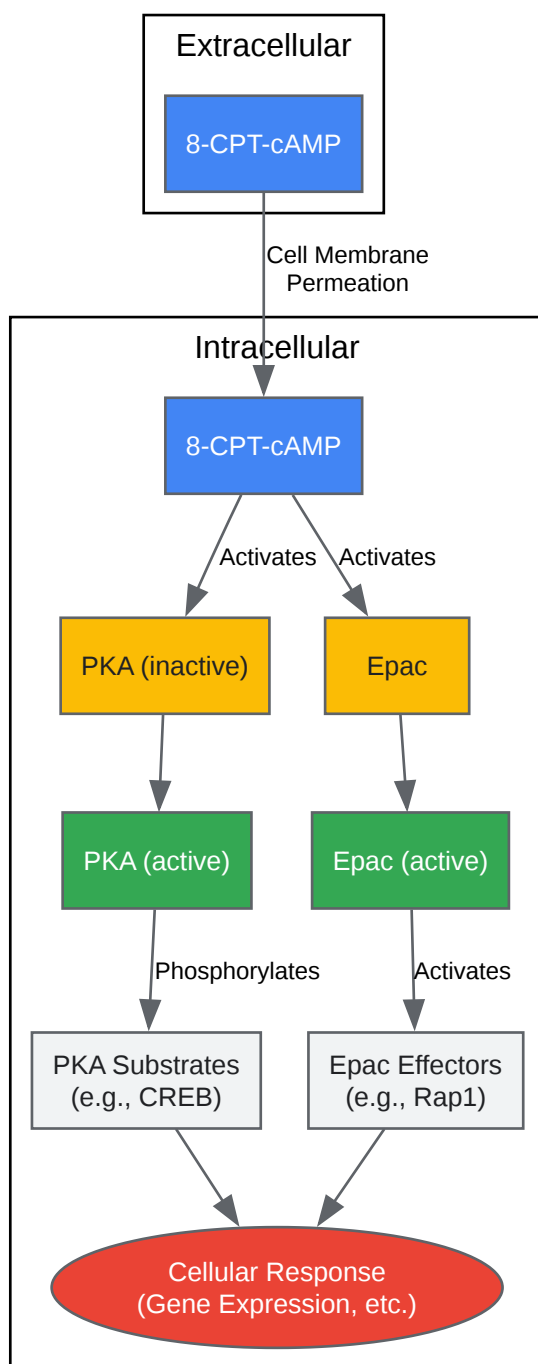 Extracellular
8-CPT-cAMP
Cell Membrane
Permeation
Intracellular
8-CPT-cAMP
Activates
Activates
PKA (inactive)
Epac
PKA (active)
Epac (active)
Phosphorylates
Activates
PKA Substrates
(e.g., CREB)
Epac Effectors
(e.g., Rap1)
Cellular Response
(Gene Expression, etc.)